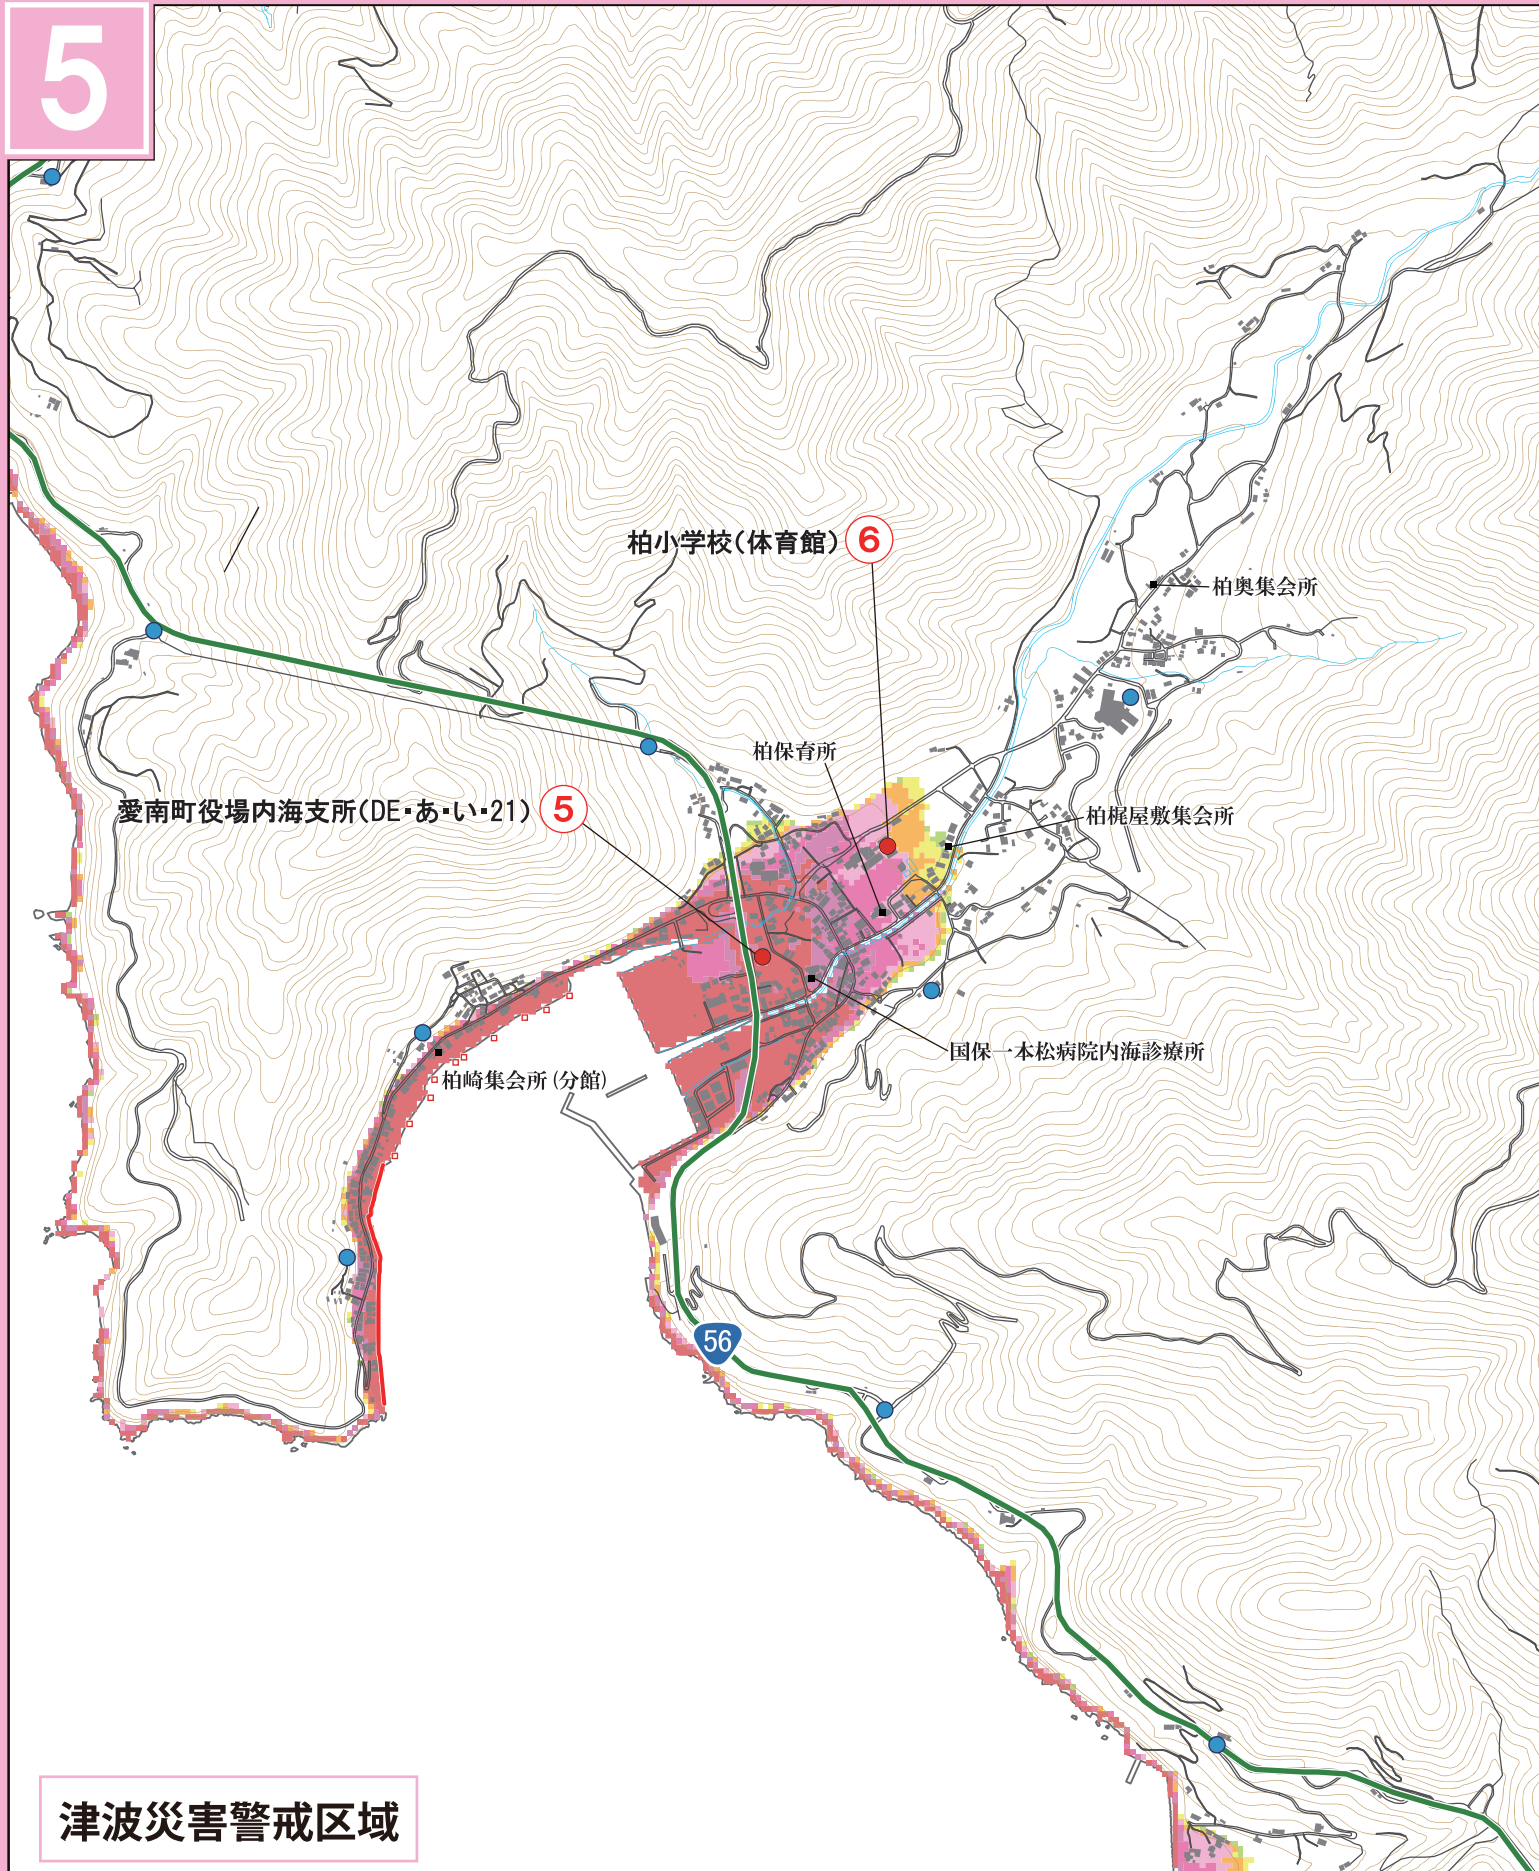 5
柏小学校(体育館) 6
柏奥集会所
柏保育所
愛南町役場内海支所(DE・あ・い・21) 5
柏梶屋敷集会所
国保一本松病院内海診療所
柏崎集会所(分館)
56
津波災害警戒区域